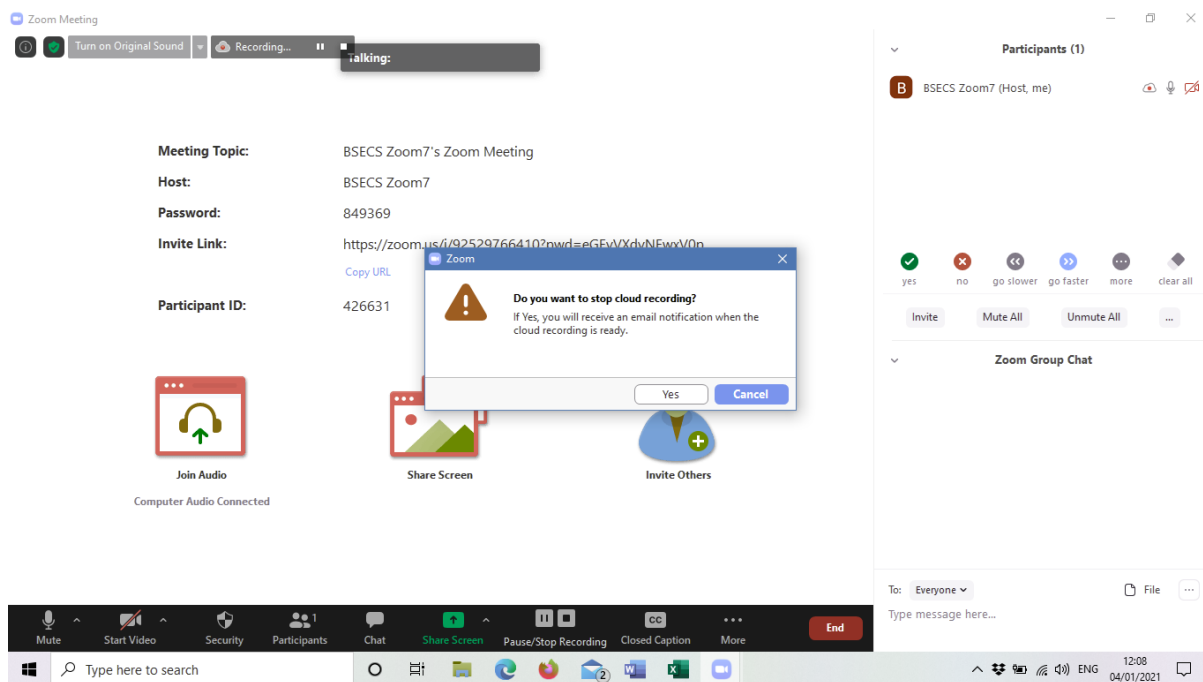 Zoom Meeting
Turn on Original Sound
Recording...
Talking:
Meeting Topic: BSECS Zoom7's Zoom Meeting
Host: BSECS Zoom7
Password: 849369
Invite Link:
Copy URL
Participant ID: 426631
Zoom
Do you want to stop cloud recording?
If Yes, you will receive an email notification when the
cloud recording is ready.
Yes Cancel
Join Audio Share Screen Invite Others
Computer Audio Connected
Participants (1)
B BSECS Zoom7 (Host, me)
yes no go slower go faster more clear all
Invite Mute All Unmute All ...
Zoom Group Chat
To: Everyone File ...
Type message here...
1
CC
Mute Start Video Security Participants Chat Share Screen Pause/Stop Recording Closed Caption More End
Type here to search
2
W X
ENG 12:08
04/01/2021